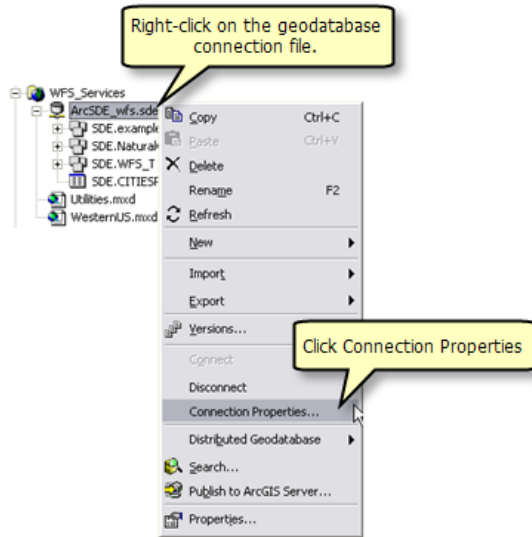 Right-click on the geodatabase
connection file.
WFS_Services
ArcSDE_wfs.sde
SDE.example
SDE.Natural
SDE.WFS_T
SDE.CITIESF
Utilities.mxd
WesternUS.mxd
Copy Ctrl+C
Paste Ctrl+V
Delete
Rename F2
Refresh
New
Import
Export
Versions...
Click Connection Properties
Connect
Disconnect
Connection Properties...
Distributed Geodatabase
Search...
Publish to ArcGIS Server...
Properties...